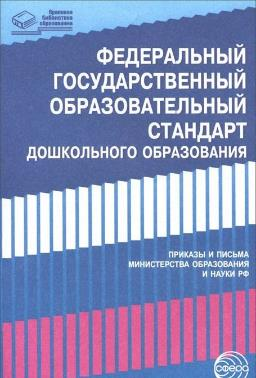 Правовая
библиотека
образования
ФЕДЕРАЛЬНЫЙ
ГОСУДАРСТВЕННЫЙ
ОБРАЗОВАТЕЛЬНЫЙ
СТАНДАРТ
ДОШКОЛЬНОГО ОБРАЗОВАНИЯ
ПРИКАЗЫ И ПИСЬМА
МИНИСТЕРСТВА ОБРАЗОВАНИЯ
И НАУКИ РФ
СФЕРА